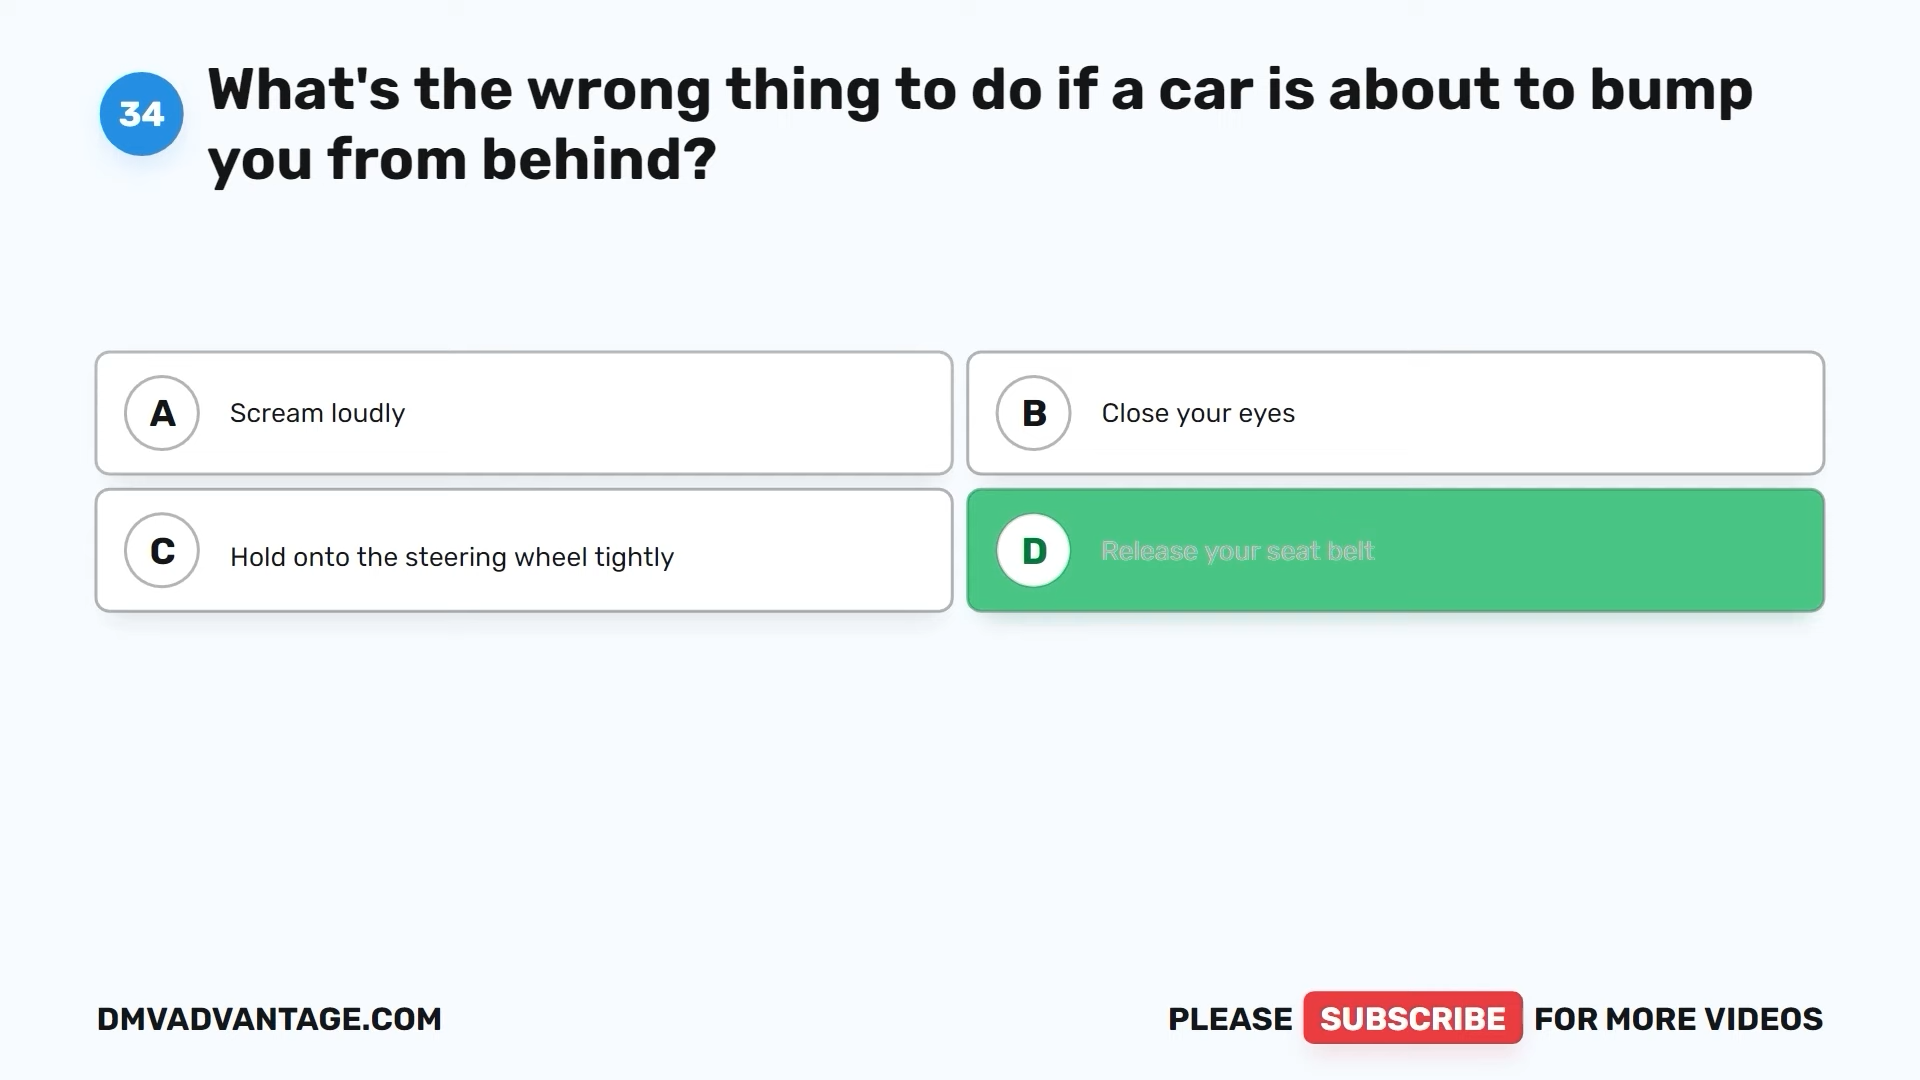 34
What's the wrong thing to do if a car is about to bump
you from behind?
A Scream loudly
B Close your eyes
C Hold onto the steering wheel tightly
D Release your seat belt
DMVADVANTAGE.COM
PLEASE SUBSCRIBE FOR MORE VIDEOS